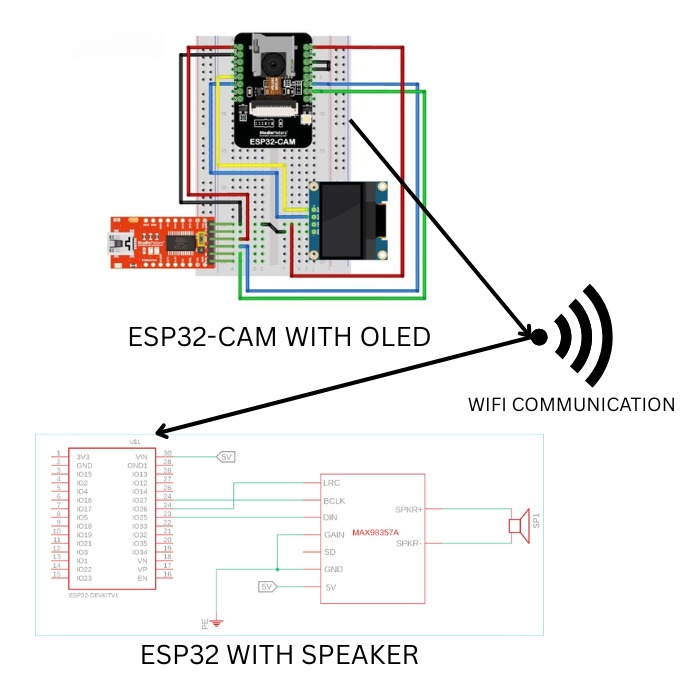 ESP32-CAM
ESP32-CAM WITH OLED
WIFI COMMUNICATION
U$1
1 3V3 VIN 30
2 GND GND1 29
3 IO15 IO13 28
4 IO2 IO12 27
5 IO4 IO14 26
6 IO16 IO27 24
7 IO17 IO26 24
8 IO5 IO25 23
9 IO18 IO33 22
10 IO19 IO32 21
11 IO21 IO35 20
12 IO3 IO34 19
13 IO1 VN 18
14 IO22 VP 17
15 IO23 EN 16
ESP32-DEVKITV1
5V
LRC
BCLK
DIN
GAIN
SD
GND
5V
MAX98357A
SPKR+
SPKR-
SP1
5V
PE
ESP32 WITH SPEAKER